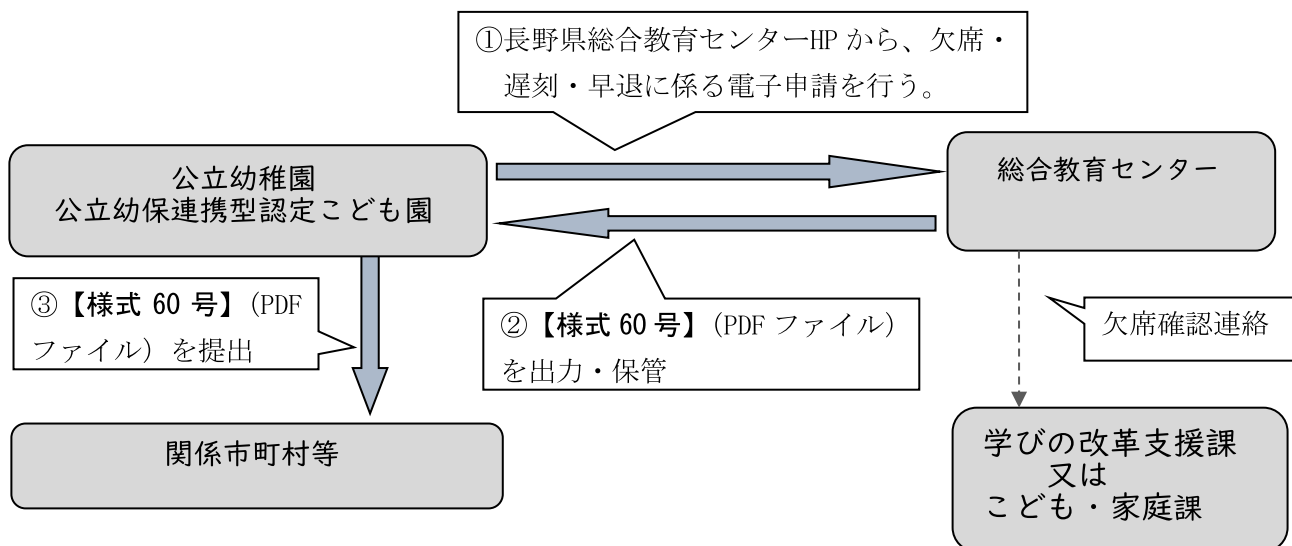 ①長野県総合教育センターHP から、欠席・
遅刻・早退に係る電子申請を行う。
公立幼稚園
公立幼保連携型認定こども園
総合教育センター
③【様式 60 号】(PDF
ファイル）を提出
②【様式 60 号】(PDF ファイル）
を出力・保管
欠席確認連絡
関係市町村等
学びの改革支援課
又は
こども・家庭課